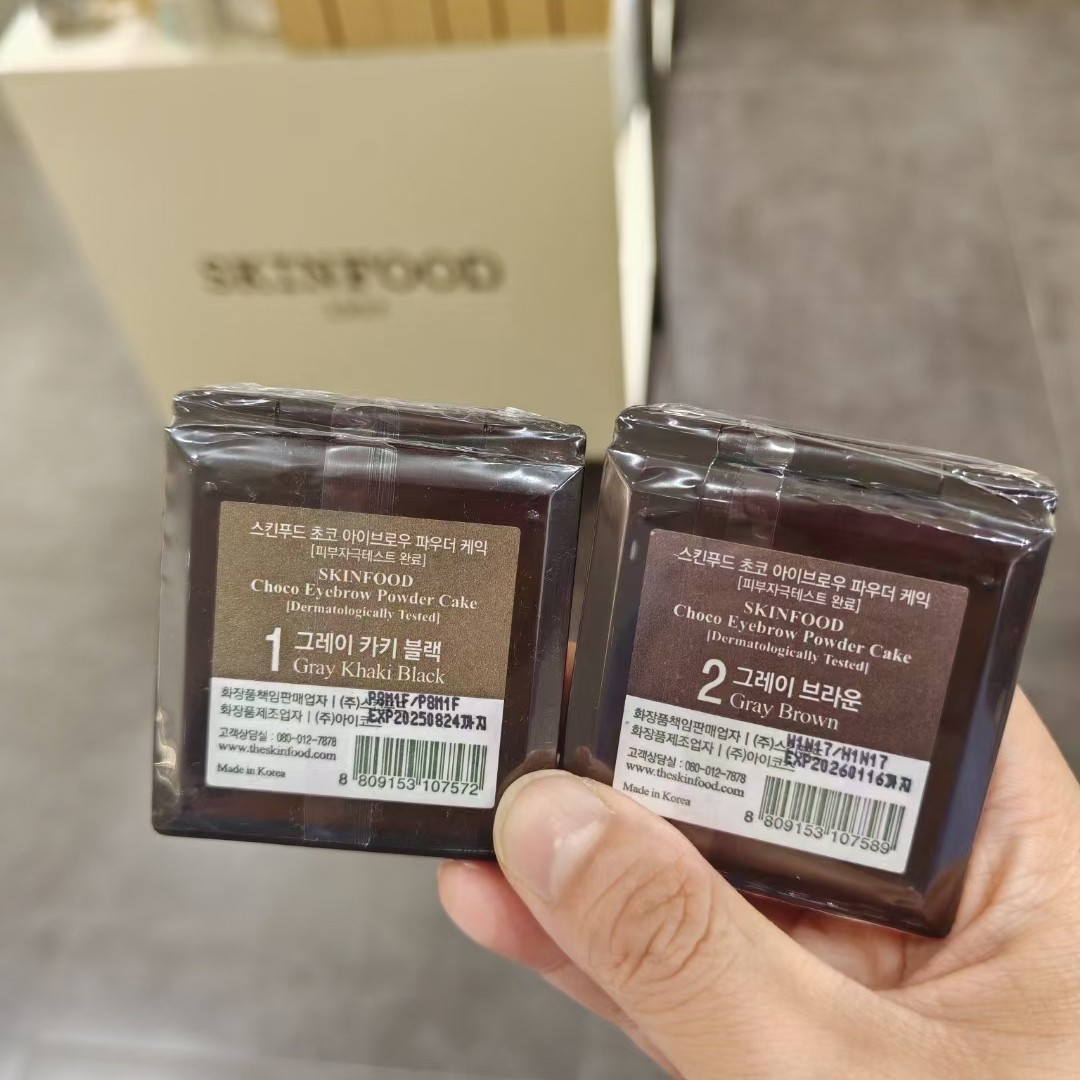 SKINFOOD
스킨푸드 초코 아이브로우 파우더 케익
[피부자극테스트 완료]
SKINFOOD
Choco Eyebrow Powder Cake
[Dermatologically Tested]
1 그레이 카키 블랙
Gray Khaki Black
화장품책임판매업자 | (주)스
P8M1F/P8M1F
화장품제조업자 | (주)아이코
EXP20250824까지
고객상담실 : 080-012-7878
www.theskinfood.com
Made in Korea
8 809153 107572
스킨푸드 초코 아이브로우 파우더 케익
[피부자극테스트 완료]
SKINFOOD
Choco Eyebrow Powder Cake
[Dermatologically Tested]
2 그레이 브라운
Gray Brown
화장품책임판매업자 | (주)스
H1N17/H1N17
화장품제조업자 | (주)아이코
EXP20260116까지
고객상담실 : 080-012-7878
www.theskinfood.com
Made in Korea
8 809153 107589